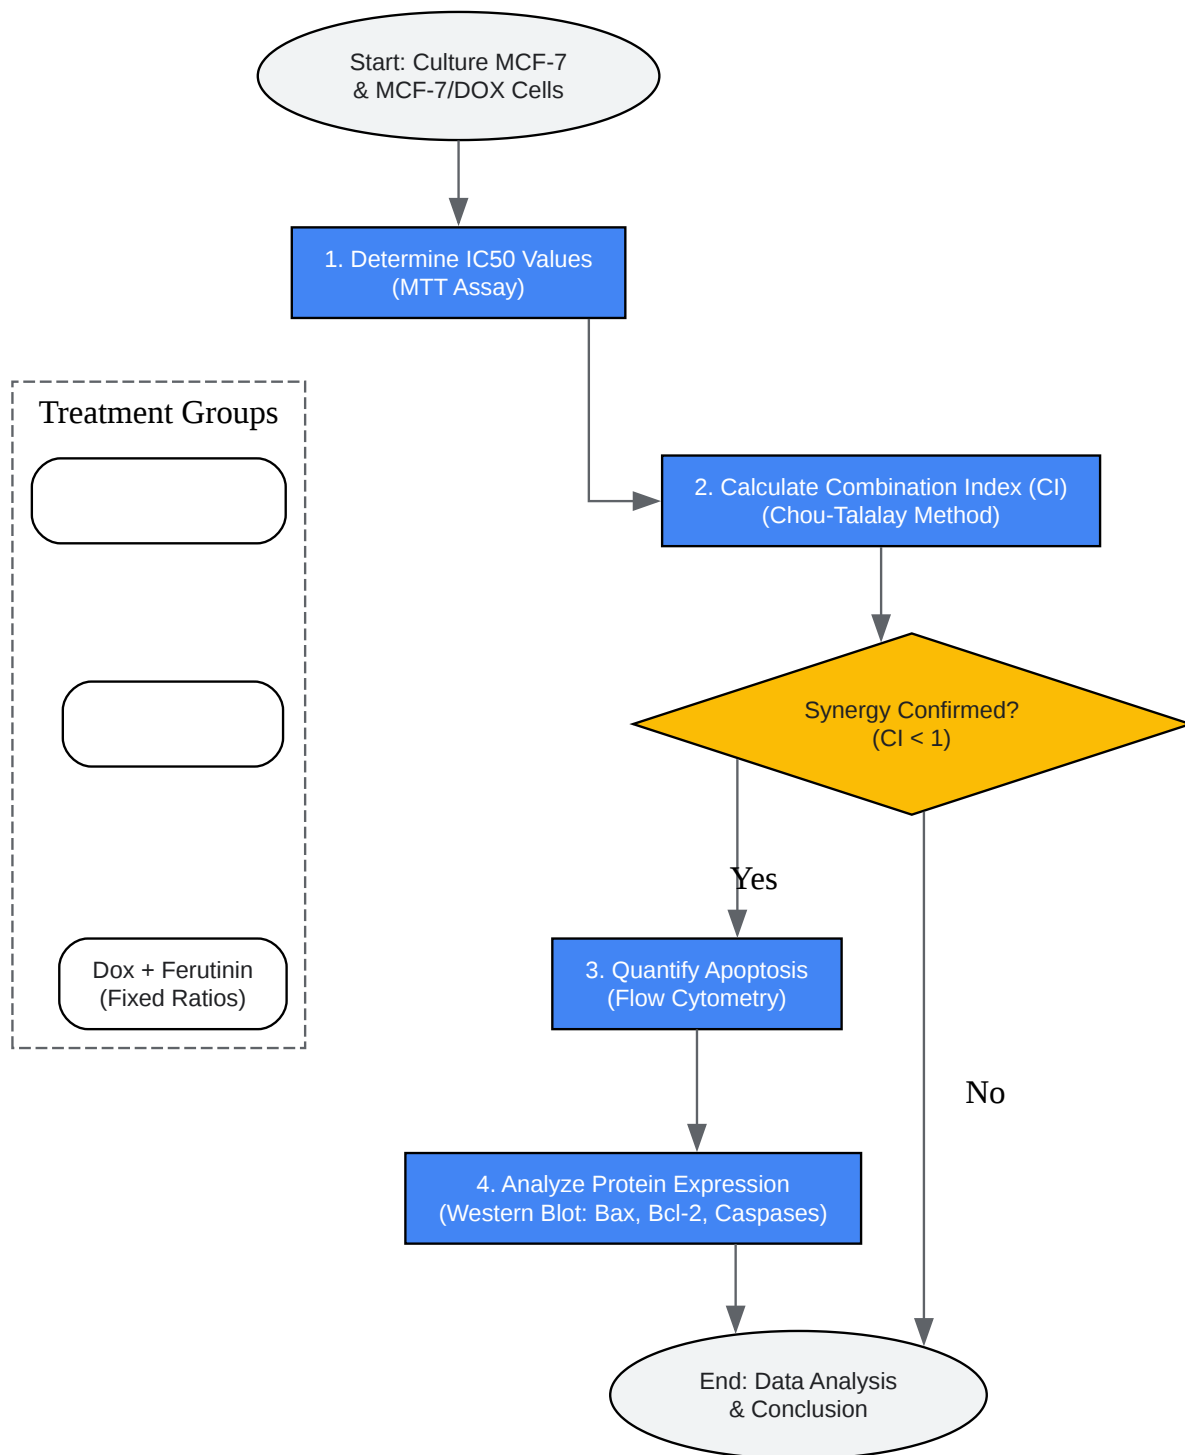 Start: Culture MCF-7
& MCF-7/DOX Cells
1. Determine IC50 Values
(MTT Assay)
Treatment Groups
2. Calculate Combination Index (CI)
(Chou-Talalay Method)
Synergy Confirmed?
(CI < 1)
Yes
Dox + Ferutinin
(Fixed Ratios)
3. Quantify Apoptosis
(Flow Cytometry)
No
4. Analyze Protein Expression
(Western Blot: Bax, Bcl-2, Caspases)
End: Data Analysis
& Conclusion